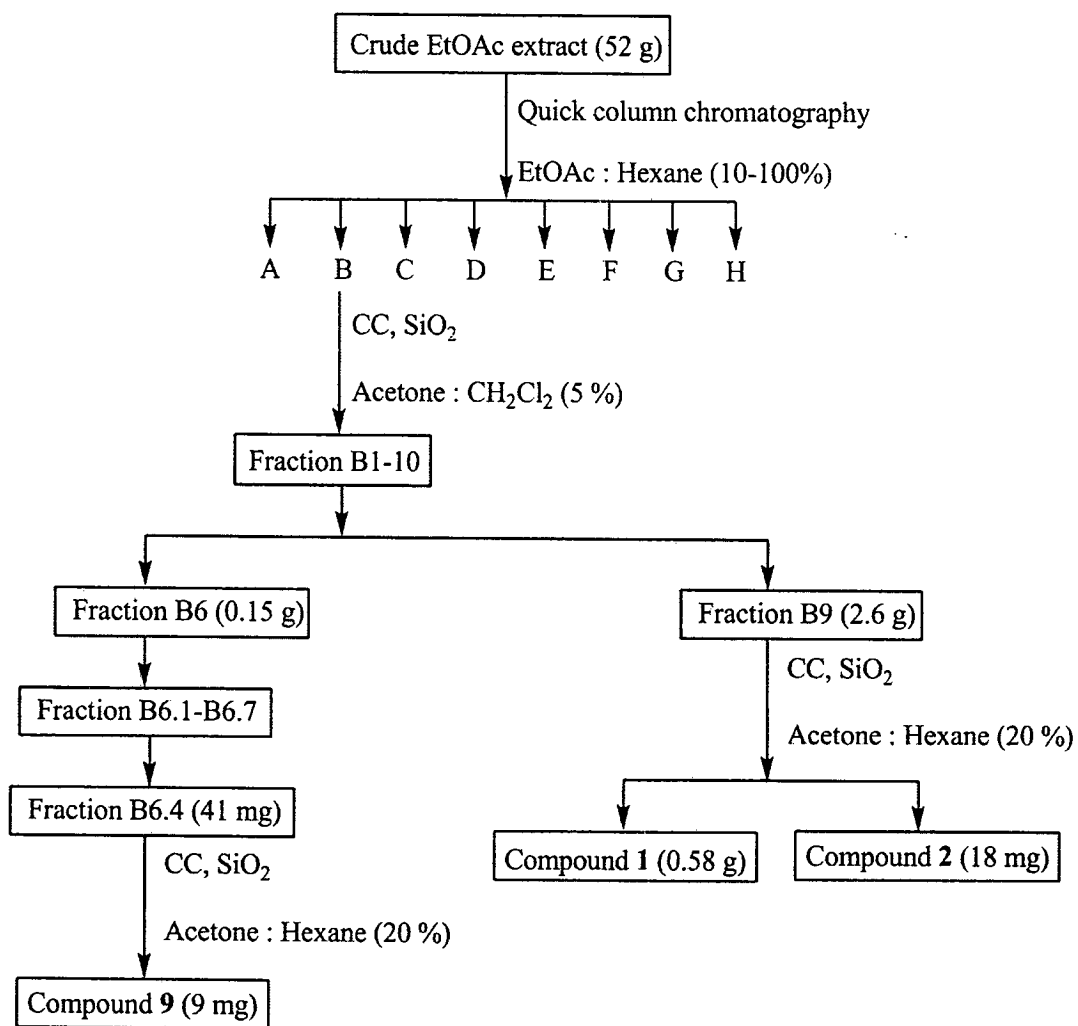 Crude EtOAc extract (52 g)
Quick column chromatography
EtOAc : Hexane (10-100%)
A B C D E F G H
CC, SiO₂
Acetone : CH₂Cl₂ (5 %)
Fraction B1-10
Fraction B6 (0.15 g)
Fraction B9 (2.6 g)
CC, SiO₂
Fraction B6.1-B6.7
Acetone : Hexane (20 %)
Fraction B6.4 (41 mg)
Compound 1 (0.58 g)
Compound 2 (18 mg)
CC, SiO₂
Acetone : Hexane (20 %)
Compound 9 (9 mg)